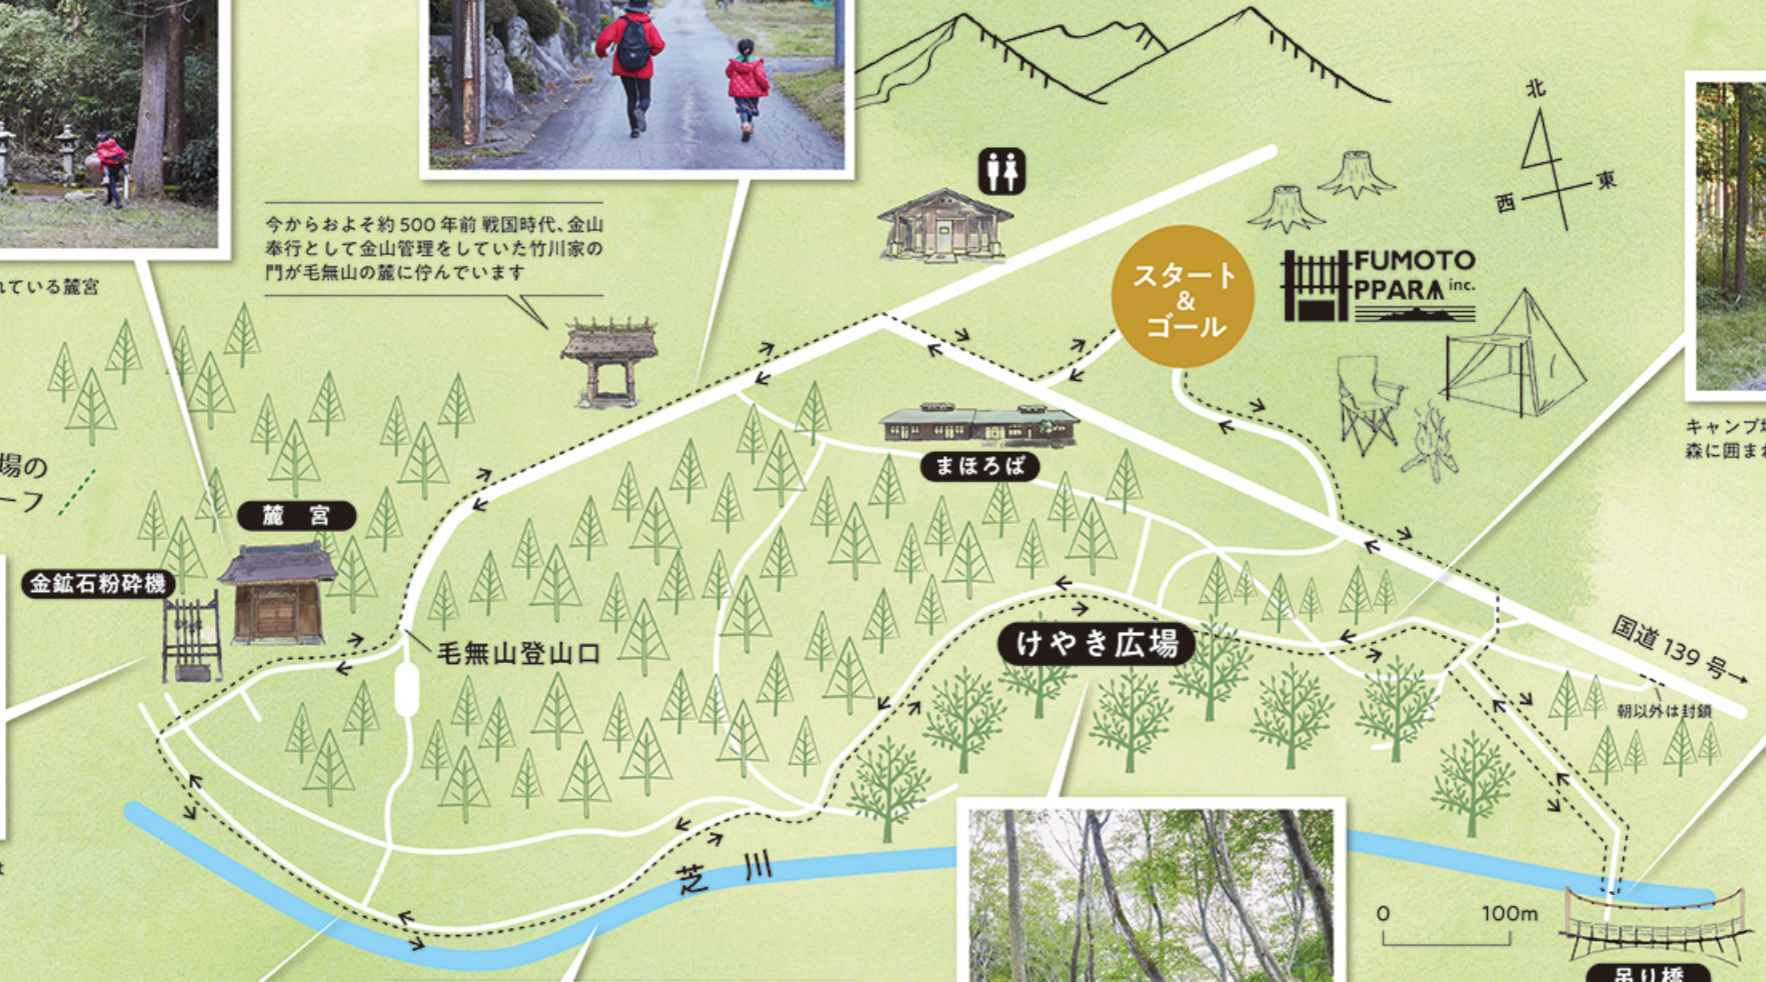 れている麓宮
今からおよそ約500年前 戦国時代、金山
奉行として金山管理をしていた竹川家の
門が毛無山の麓に佇んでいます
北
西
東
スタート
&
ゴール
FUMOTO
PPARA inc.
キャンプ場
森に囲まれ
場の
ーフ
まほろば
麓 宮
金鉱石粉砕機
毛無山登山口
けやき広場
国道139号→
朝以外は封鎖
芝 川
0 100m
吊り橋
は